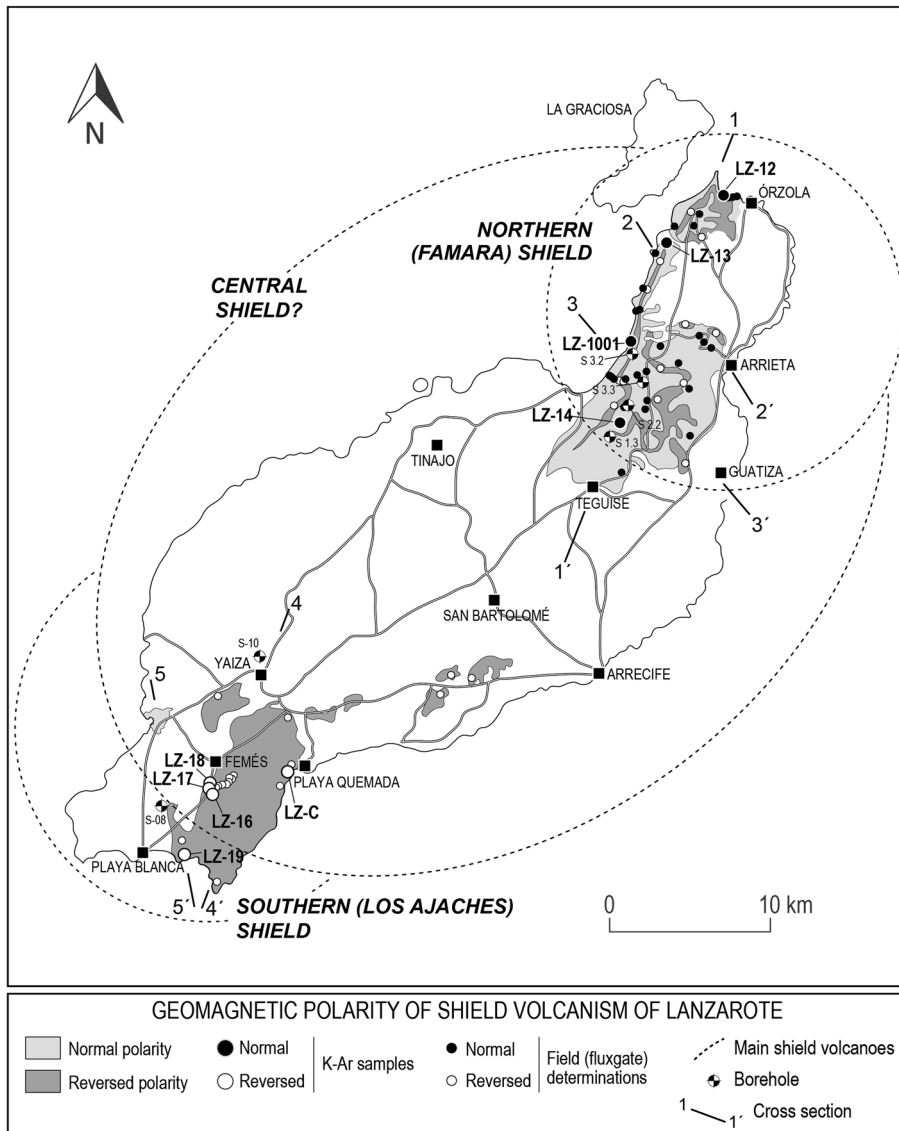 N
LA GRACIOSA
1
LZ-12
ÓRZOLA
NORTHERN
(FAMARA) SHIELD
2
LZ-13
CENTRAL
SHIELD?
3
LZ-1001
S 3.2
ARRIETA
S 3.3
2´
LZ-14
S 2.2
S 1.3
TINAJO
GUATIZA
TEGUISE
3´
1´
4
SAN BARTOLOMÉ
S-10
YAIZA
ARRECIFE
5
LZ-18
FEMÉS
LZ-17
PLAYA QUEMADA
LZ-16
LZ-C
S-08
LZ-19
PLAYA BLANCA
5´
4´
SOUTHERN (LOS AJACHES)
SHIELD
0
10 km
GEOMAGNETIC POLARITY OF SHIELD VOLCANISM OF LANZAROTE
Normal polarity
Reversed polarity
Normal
Reversed
K-Ar samples
Normal
Reversed
Field (fluxgate)
determinations
Main shield volcanoes
Borehole
1
1´
Cross section